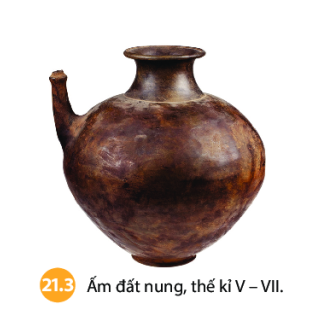 21.3 Ấm đất nung, thế kỉ V – VII.